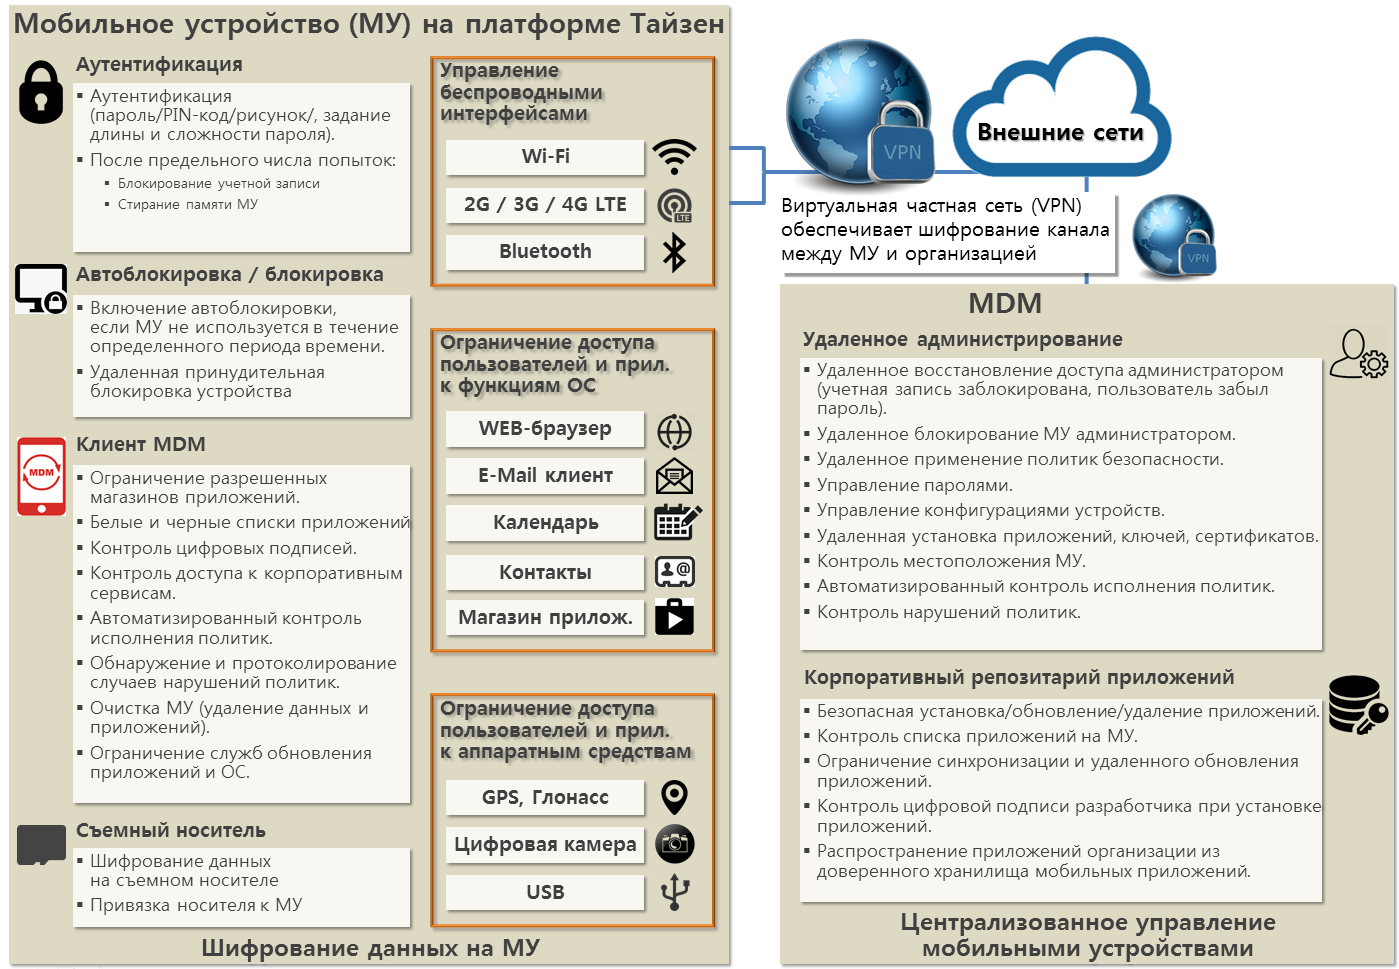 Мобильное устройство (МУ) на платформе Тайзен
Аутентификация
▪ Аутентификация
(пароль/PIN-код/рисунок/, задание
длины и сложности пароля).
▪ После предельного числа попыток:
▪ Блокирование учетной записи
▪ Стирание памяти МУ
Автоблокировка / блокировка
▪ Включение автоблокировки,
если МУ не используется в течение
определенного периода времени.
▪ Удаленная принудительная
блокировка устройства
Клиент MDM
MDM
▪ Ограничение разрешенных
магазинов приложений.
▪ Белые и черные списки приложений
▪ Контроль цифровых подписей.
▪ Контроль доступа к корпоративным
сервисам.
▪ Автоматизированный контроль
исполнения политик.
▪ Обнаружение и протоколирование
случаев нарушений политик.
▪ Очистка МУ (удаление данных и
приложений).
▪ Ограничение служб обновления
приложений и ОС.
Съемный носитель
▪ Шифрование данных
на съемном носителе
▪ Привязка носителя к МУ
Управление
беспроводными
интерфейсами
Wi-Fi
2G / 3G / 4G LTE
LTE
Bluetooth
Ограничение доступа
пользователей и прил.
к функциям ОС
WEB-браузер
E-Mail клиент
Календарь
Контакты
@
Магазин прилож.
Ограничение доступа
пользователей и прил.
к аппаратным средствам
GPS, Глонасс
Цифровая камера
USB
Шифрование данных на МУ
VPN
Внешние сети
Виртуальная частная сеть (VPN)
обеспечивает шифрование канала
между МУ и организацией
VPN
MDM
Удаленное администрирование
▪ Удаленное восстановление доступа администратором
(учетная запись заблокирована, пользователь забыл
пароль).
▪ Удаленное блокирование МУ администратором.
▪ Удаленное применение политик безопасности.
▪ Управление паролями.
▪ Управление конфигурациями устройств.
▪ Удаленная установка приложений, ключей, сертификатов.
▪ Контроль местоположения МУ.
▪ Автоматизированный контроль исполнения политик.
▪ Контроль нарушений политик.
Корпоративный репозитарий приложений
▪ Безопасная установка/обновление/удаление приложений.
▪ Контроль списка приложений на МУ.
▪ Ограничение синхронизации и удаленного обновления
приложений.
▪ Контроль цифровой подписи разработчика при установке
приложений.
▪ Распространение приложений организации из
доверенного хранилища мобильных приложений.
Централизованное управление
мобильными устройствами